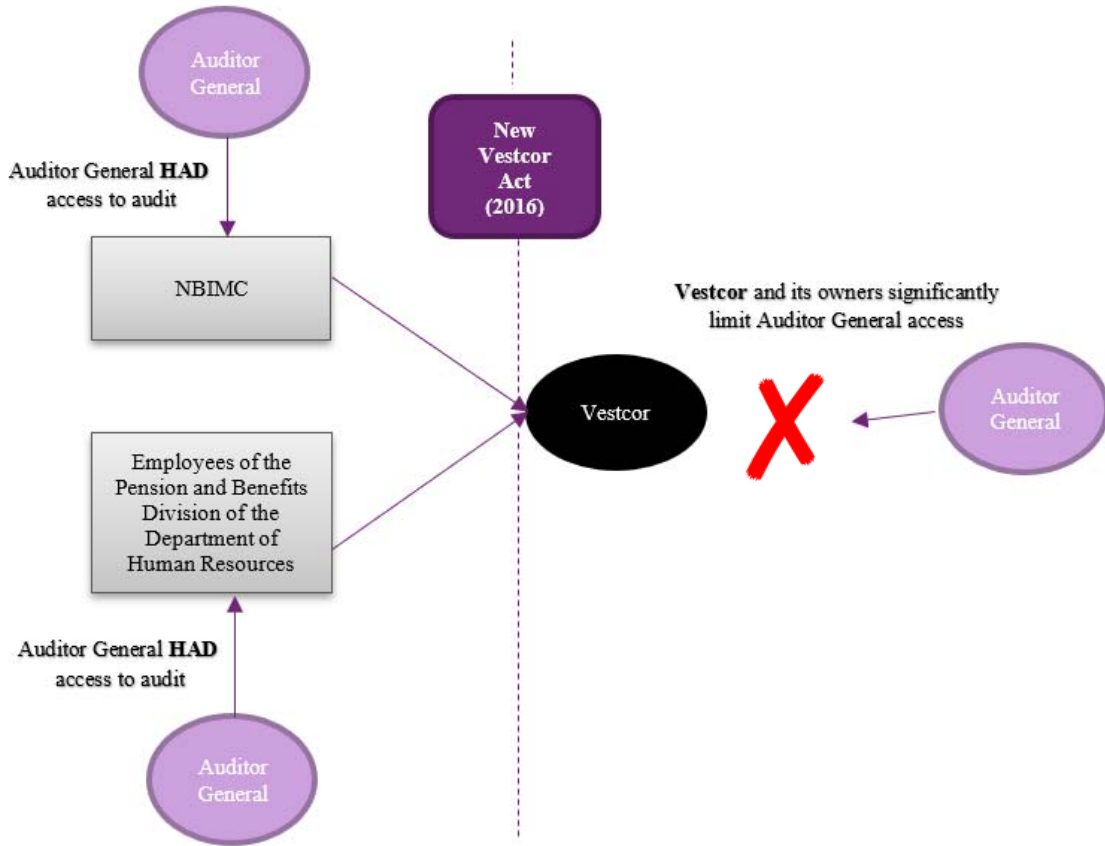 Auditor
General
Auditor General HAD
access to audit
NBIMC
New
Vestcor
Act
(2016)
Vestcor and its owners significantly
limit Auditor General access
Vestcor
Auditor
General
Employees of the
Pension and Benefits
Division of the
Department of
Human Resources
Auditor General HAD
access to audit
Auditor
General